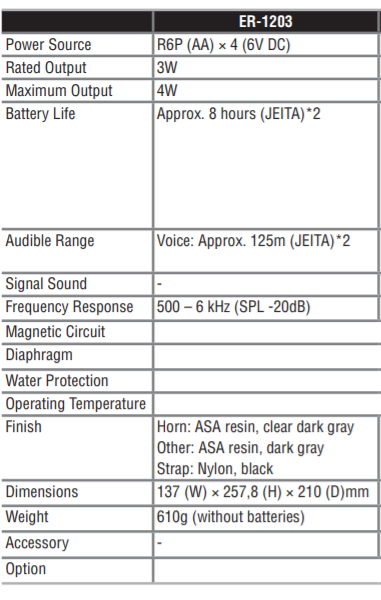 ER-1203
Power Source R6P (AA) × 4 (6V DC)
Rated Output 3W
Maximum Output 4W
Battery Life Approx. 8 hours (JEITA)*2
Audible Range Voice: Approx. 125m (JEITA)*2
Signal Sound -
Frequency Response 500 – 6 kHz (SPL -20dB)
Magnetic Circuit
Diaphragm
Water Protection
Operating Temperature
Finish Horn: ASA resin, clear dark gray
Other: ASA resin, dark gray
Strap: Nylon, black
Dimensions 137 (W) × 257,8 (H) × 210 (D)mm
Weight 610g (without batteries)
Accessory -
Option